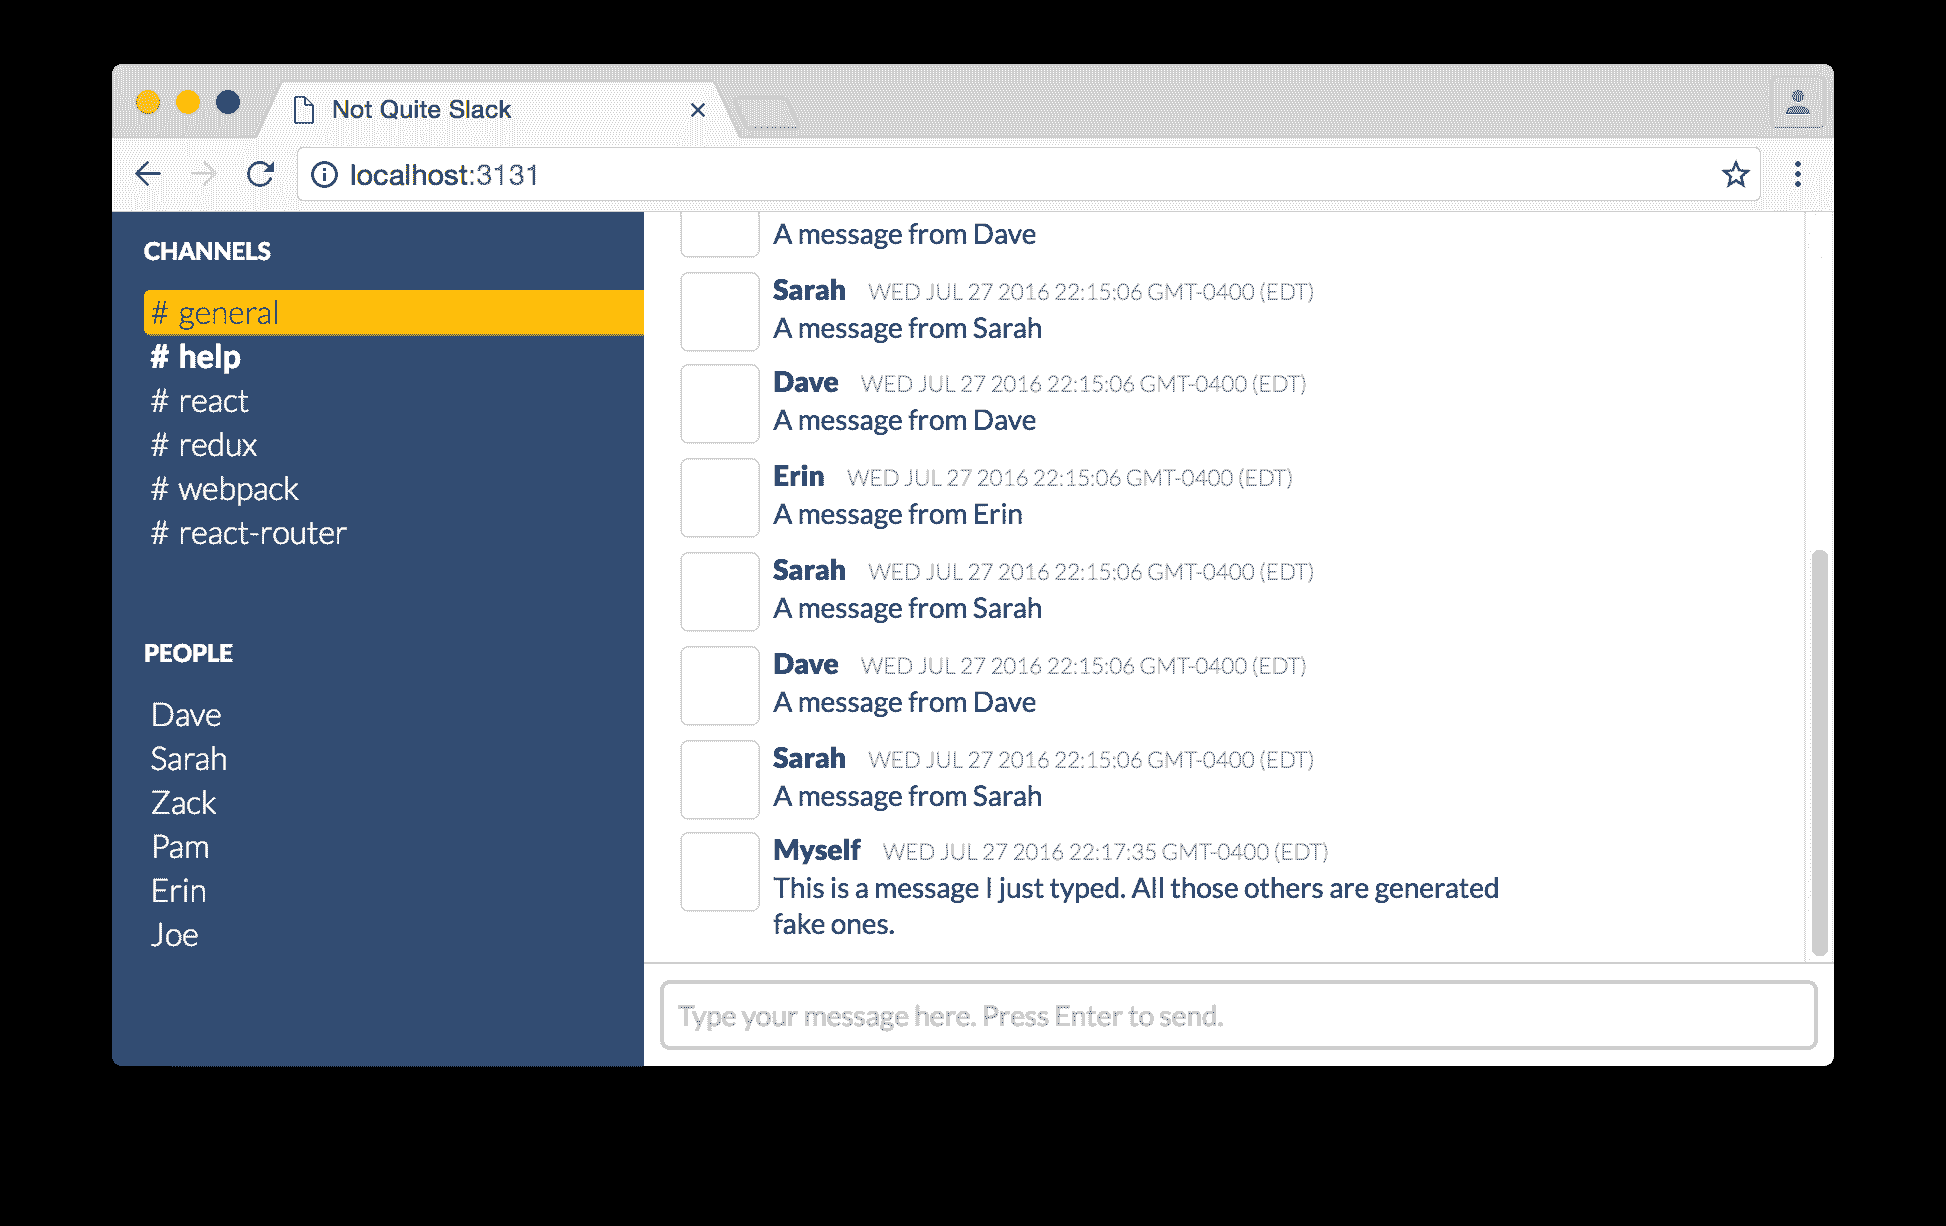 Not Quite Slack
localhost:3131
CHANNELS
# general
# help
# react
# redux
# webpack
# react-router
PEOPLE
Dave
Sarah
Zack
Pam
Erin
Joe
A message from Dave
Sarah WED JUL 27 2016 22:15:06 GMT-0400 (EDT)
A message from Sarah
Dave WED JUL 27 2016 22:15:06 GMT-0400 (EDT)
A message from Dave
Erin WED JUL 27 2016 22:15:06 GMT-0400 (EDT)
A message from Erin
Sarah WED JUL 27 2016 22:15:06 GMT-0400 (EDT)
A message from Sarah
Dave WED JUL 27 2016 22:15:06 GMT-0400 (EDT)
A message from Dave
Sarah WED JUL 27 2016 22:15:06 GMT-0400 (EDT)
A message from Sarah
Myself WED JUL 27 2016 22:17:35 GMT-0400 (EDT)
This is a message I just typed. All those others are generated
fake ones.
Type your message here. Press Enter to send.